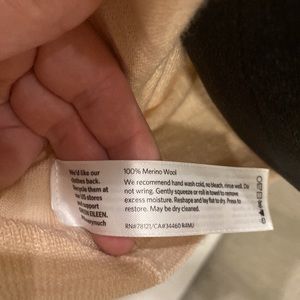 We'd like our
clothes back.
Recycle them at
our US stores
and support
GREEN EILEEN.
100% Merino Wool
We recommend hand wash cold, no bleach, rinse well. Do
not wring. Gently squeeze or roll in towel to remove
excess moisture. Reshape and lay flat to dry. Press to
restore. May be dry cleaned.
RN#78121/CA#34460 R4MU